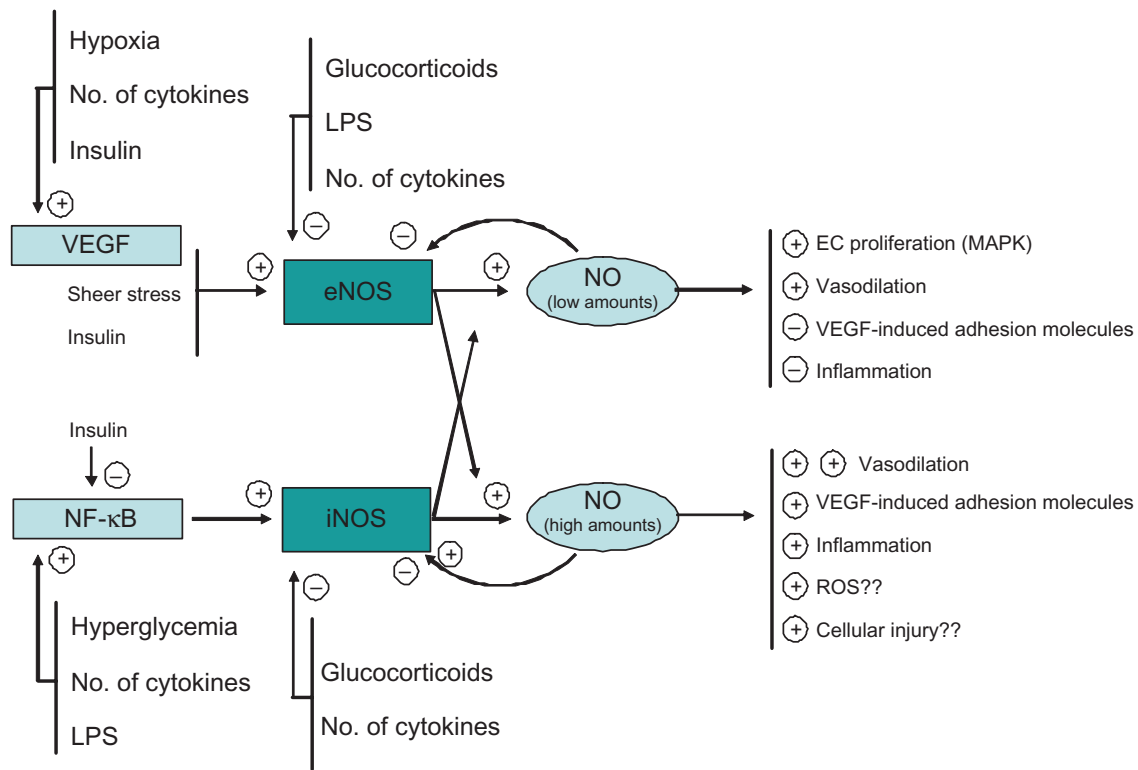 Hypoxia
No. of cytokines
Insulin
Glucocorticoids
LPS
No. of cytokines
+
VEGF
Sheer stress
Insulin
+
−
−
eNOS
+
NO
(low amounts)
+ EC proliferation (MAPK)
+ Vasodilation
− VEGF-induced adhesion molecules
− Inflammation
Insulin
−
NF-κB
+
+
iNOS
+
−
+
−
NO
(high amounts)
+ + Vasodilation
+ VEGF-induced adhesion molecules
+ Inflammation
+ ROS??
+ Cellular injury??
Hyperglycemia
No. of cytokines
LPS
Glucocorticoids
No. of cytokines